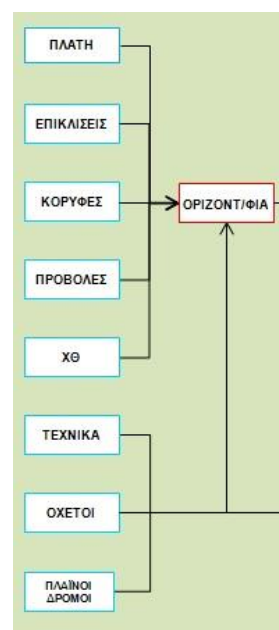 ΠΛΑΤΗ
ΕΠΙΚΛΙΣΕΙΣ
ΚΟΡΥΦΕΣ
ΟΡΙΖΟΝΤ/ΦΙΑ
ΠΡΟΒΟΛΕΣ
ΧΘ
ΤΕΧΝΙΚΑ
ΟΧΕΤΟΙ
ΠΛΑΪΝΟΙ
ΔΡΟΜΟΙ